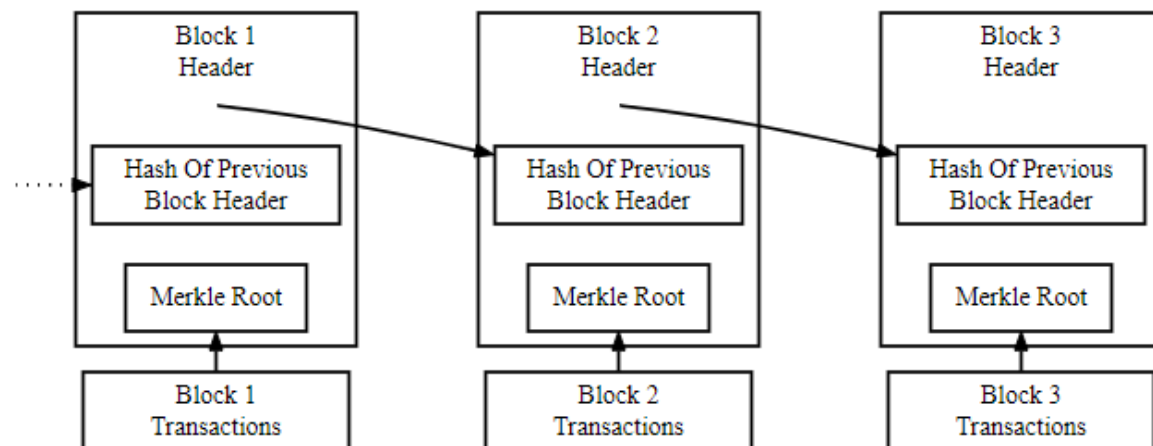 Block 1
Header
Hash Of Previous
Block Header
Merkle Root
Block 1
Transactions
Block 2
Header
Hash Of Previous
Block Header
Merkle Root
Block 2
Transactions
Block 3
Header
Hash Of Previous
Block Header
Merkle Root
Block 3
Transactions